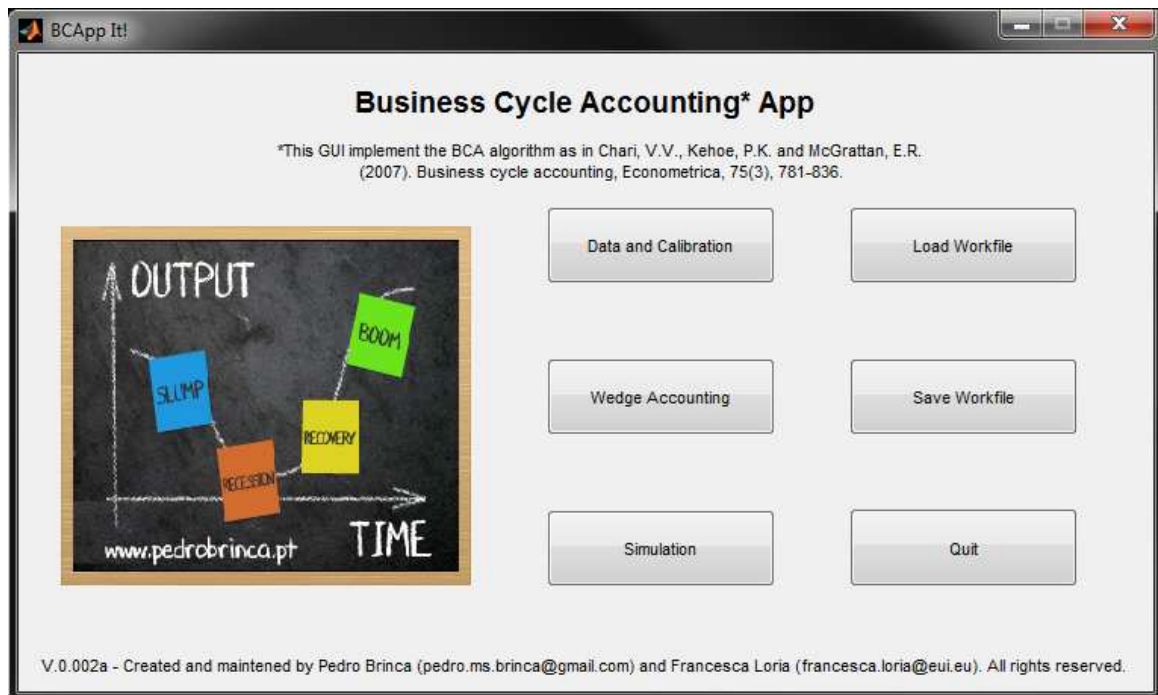 BCApp It!
Business Cycle Accounting* App
*This GUI implement the BCA algorithm as in Chari, V.V., Kehoe, P.K. and McGrattan, E.R.
(2007). Business cycle accounting, Econometrica, 75(3), 781-836.
Data and Calibration
Load Workfile
OUTPUT
BOOM
SLUMP
RECOVERY
RECESSION
TIME
www.pedrobrinca.pt
Wedge Accounting
Save Workfile
Simulation
Quit
V.0.002a - Created and maintened by Pedro Brinca (pedro.ms.brinca@gmail.com) and Francesca Loria (francesca.loria@eui.eu). All rights reserved.